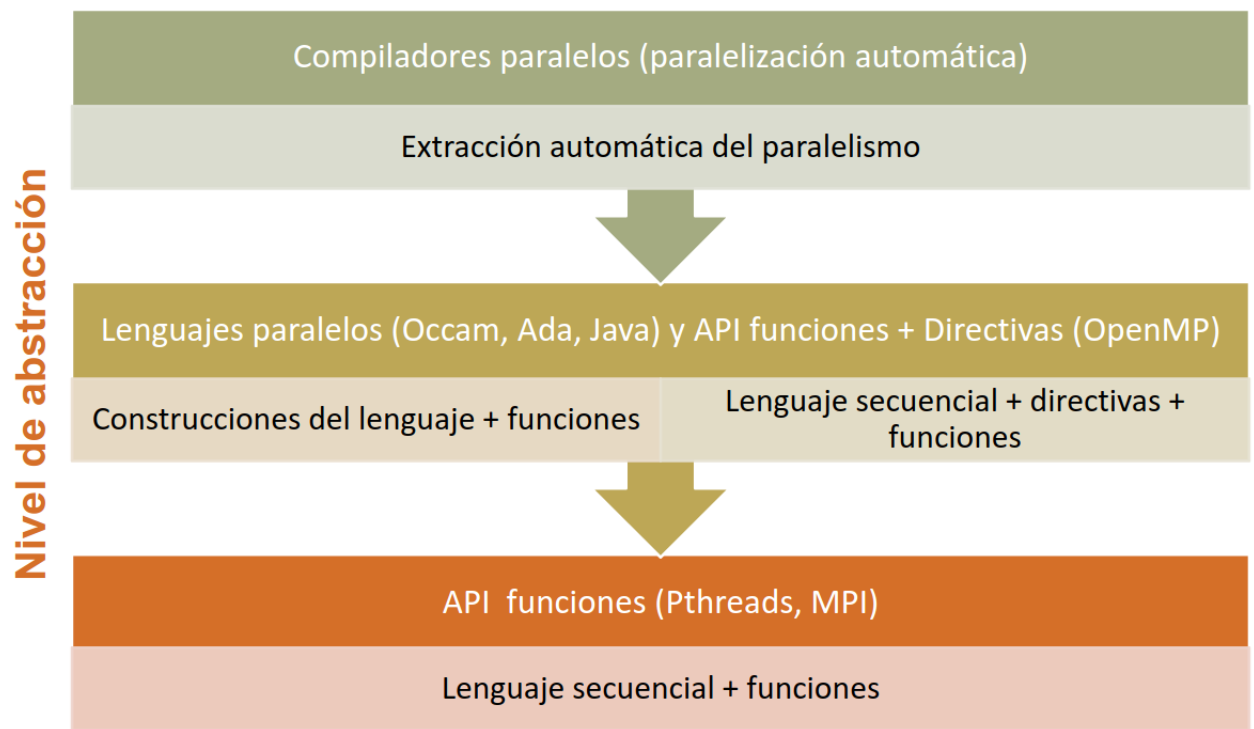 Nivel de abstracción
Compiladores paralelos (paralelización automática)
Extracción automática del paralelismo
Lenguajes paralelos (Occam, Ada, Java) y API funciones + Directivas (OpenMP)
Construcciones del lenguaje + funciones
Lenguaje secuencial + directivas +
funciones
API funciones (Pthreads, MPI)
Lenguaje secuencial + funciones